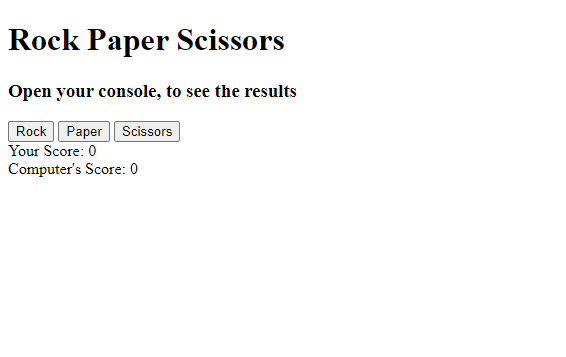 Rock Paper Scissors
Open your console, to see the results
Rock Paper Scissors
Your Score: 0
Computer's Score: 0